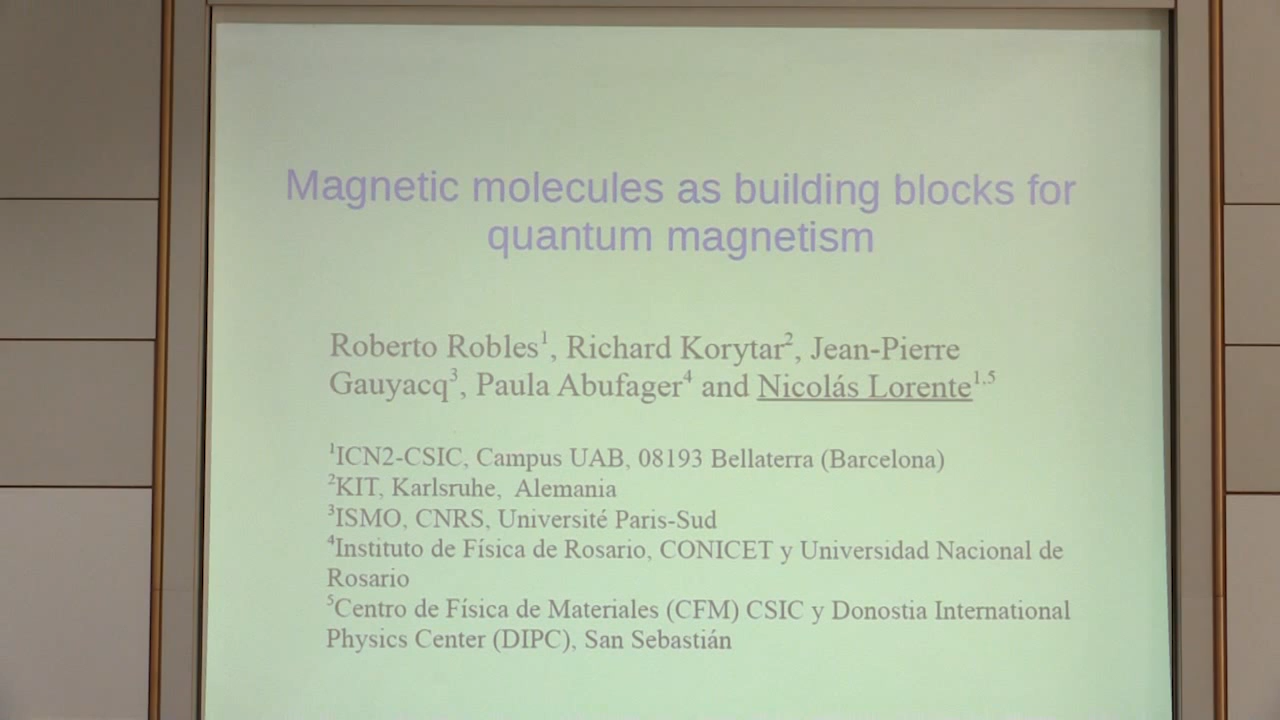 Magnetic molecules as building blocks for
quantum magnetism
Roberto Robles¹, Richard Korytar², Jean-Pierre
Gauyacq³, Paula Abufager⁴ and Nicolás Lorente¹,⁵
¹ICN2-CSIC, Campus UAB, 08193 Bellaterra (Barcelona)
²KIT, Karlsruhe, Alemania
³ISMO, CNRS, Université Paris-Sud
⁴Instituto de Física de Rosario, CONICET y Universidad Nacional de
Rosario
⁵Centro de Física de Materiales (CFM) CSIC y Donostia International
Physics Center (DIPC), San Sebastián